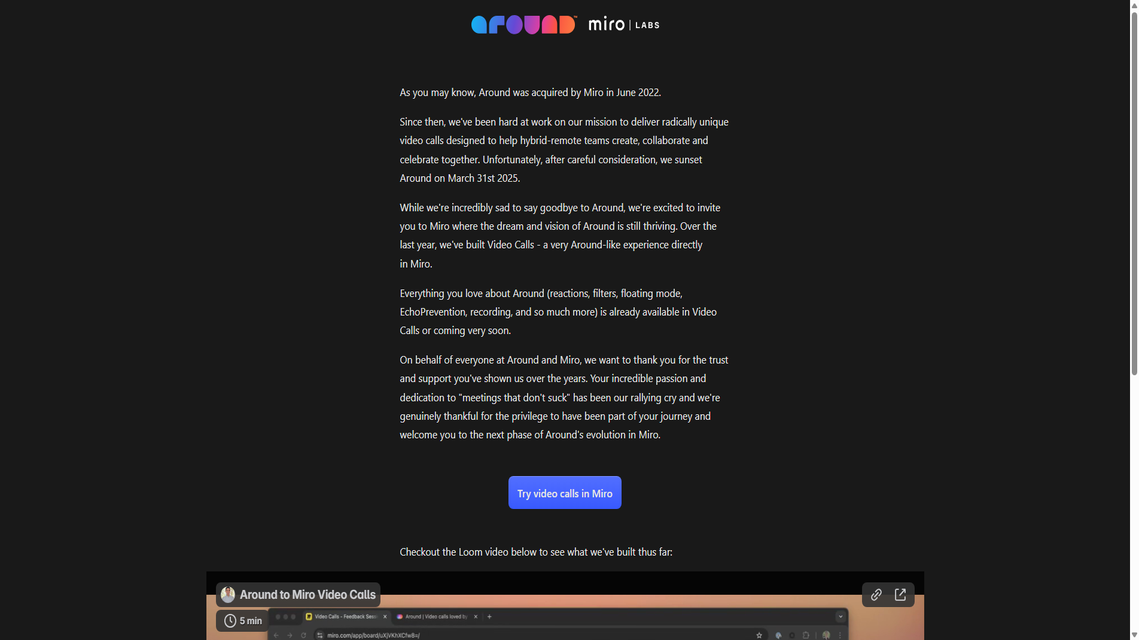 around™ miro | LABS
As you may know, Around was acquired by Miro in June 2022.
Since then, we've been hard at work on our mission to deliver radically unique
video calls designed to help hybrid-remote teams create, collaborate and
celebrate together. Unfortunately, after careful consideration, we sunset
Around on March 31st 2025.
While we're incredibly sad to say goodbye to Around, we're excited to invite
you to Miro where the dream and vision of Around is still thriving. Over the
last year, we've built Video Calls - a very Around-like experience directly
in Miro.
Everything you love about Around (reactions, filters, floating mode,
EchoPrevention, recording, and so much more) is already available in Video
Calls or coming very soon.
On behalf of everyone at Around and Miro, we want to thank you for the trust
and support you've shown us over the years. Your incredible passion and
dedication to "meetings that don't suck" has been our rallying cry and we're
genuinely thankful for the privilege to have been part of your journey and
welcome you to the next phase of Around's evolution in Miro.
Try video calls in Miro
Checkout the Loom video below to see what we've built thus far:
Around to Miro Video Calls
5 min
Video Calls - Feedback
Around | Video calls loved by